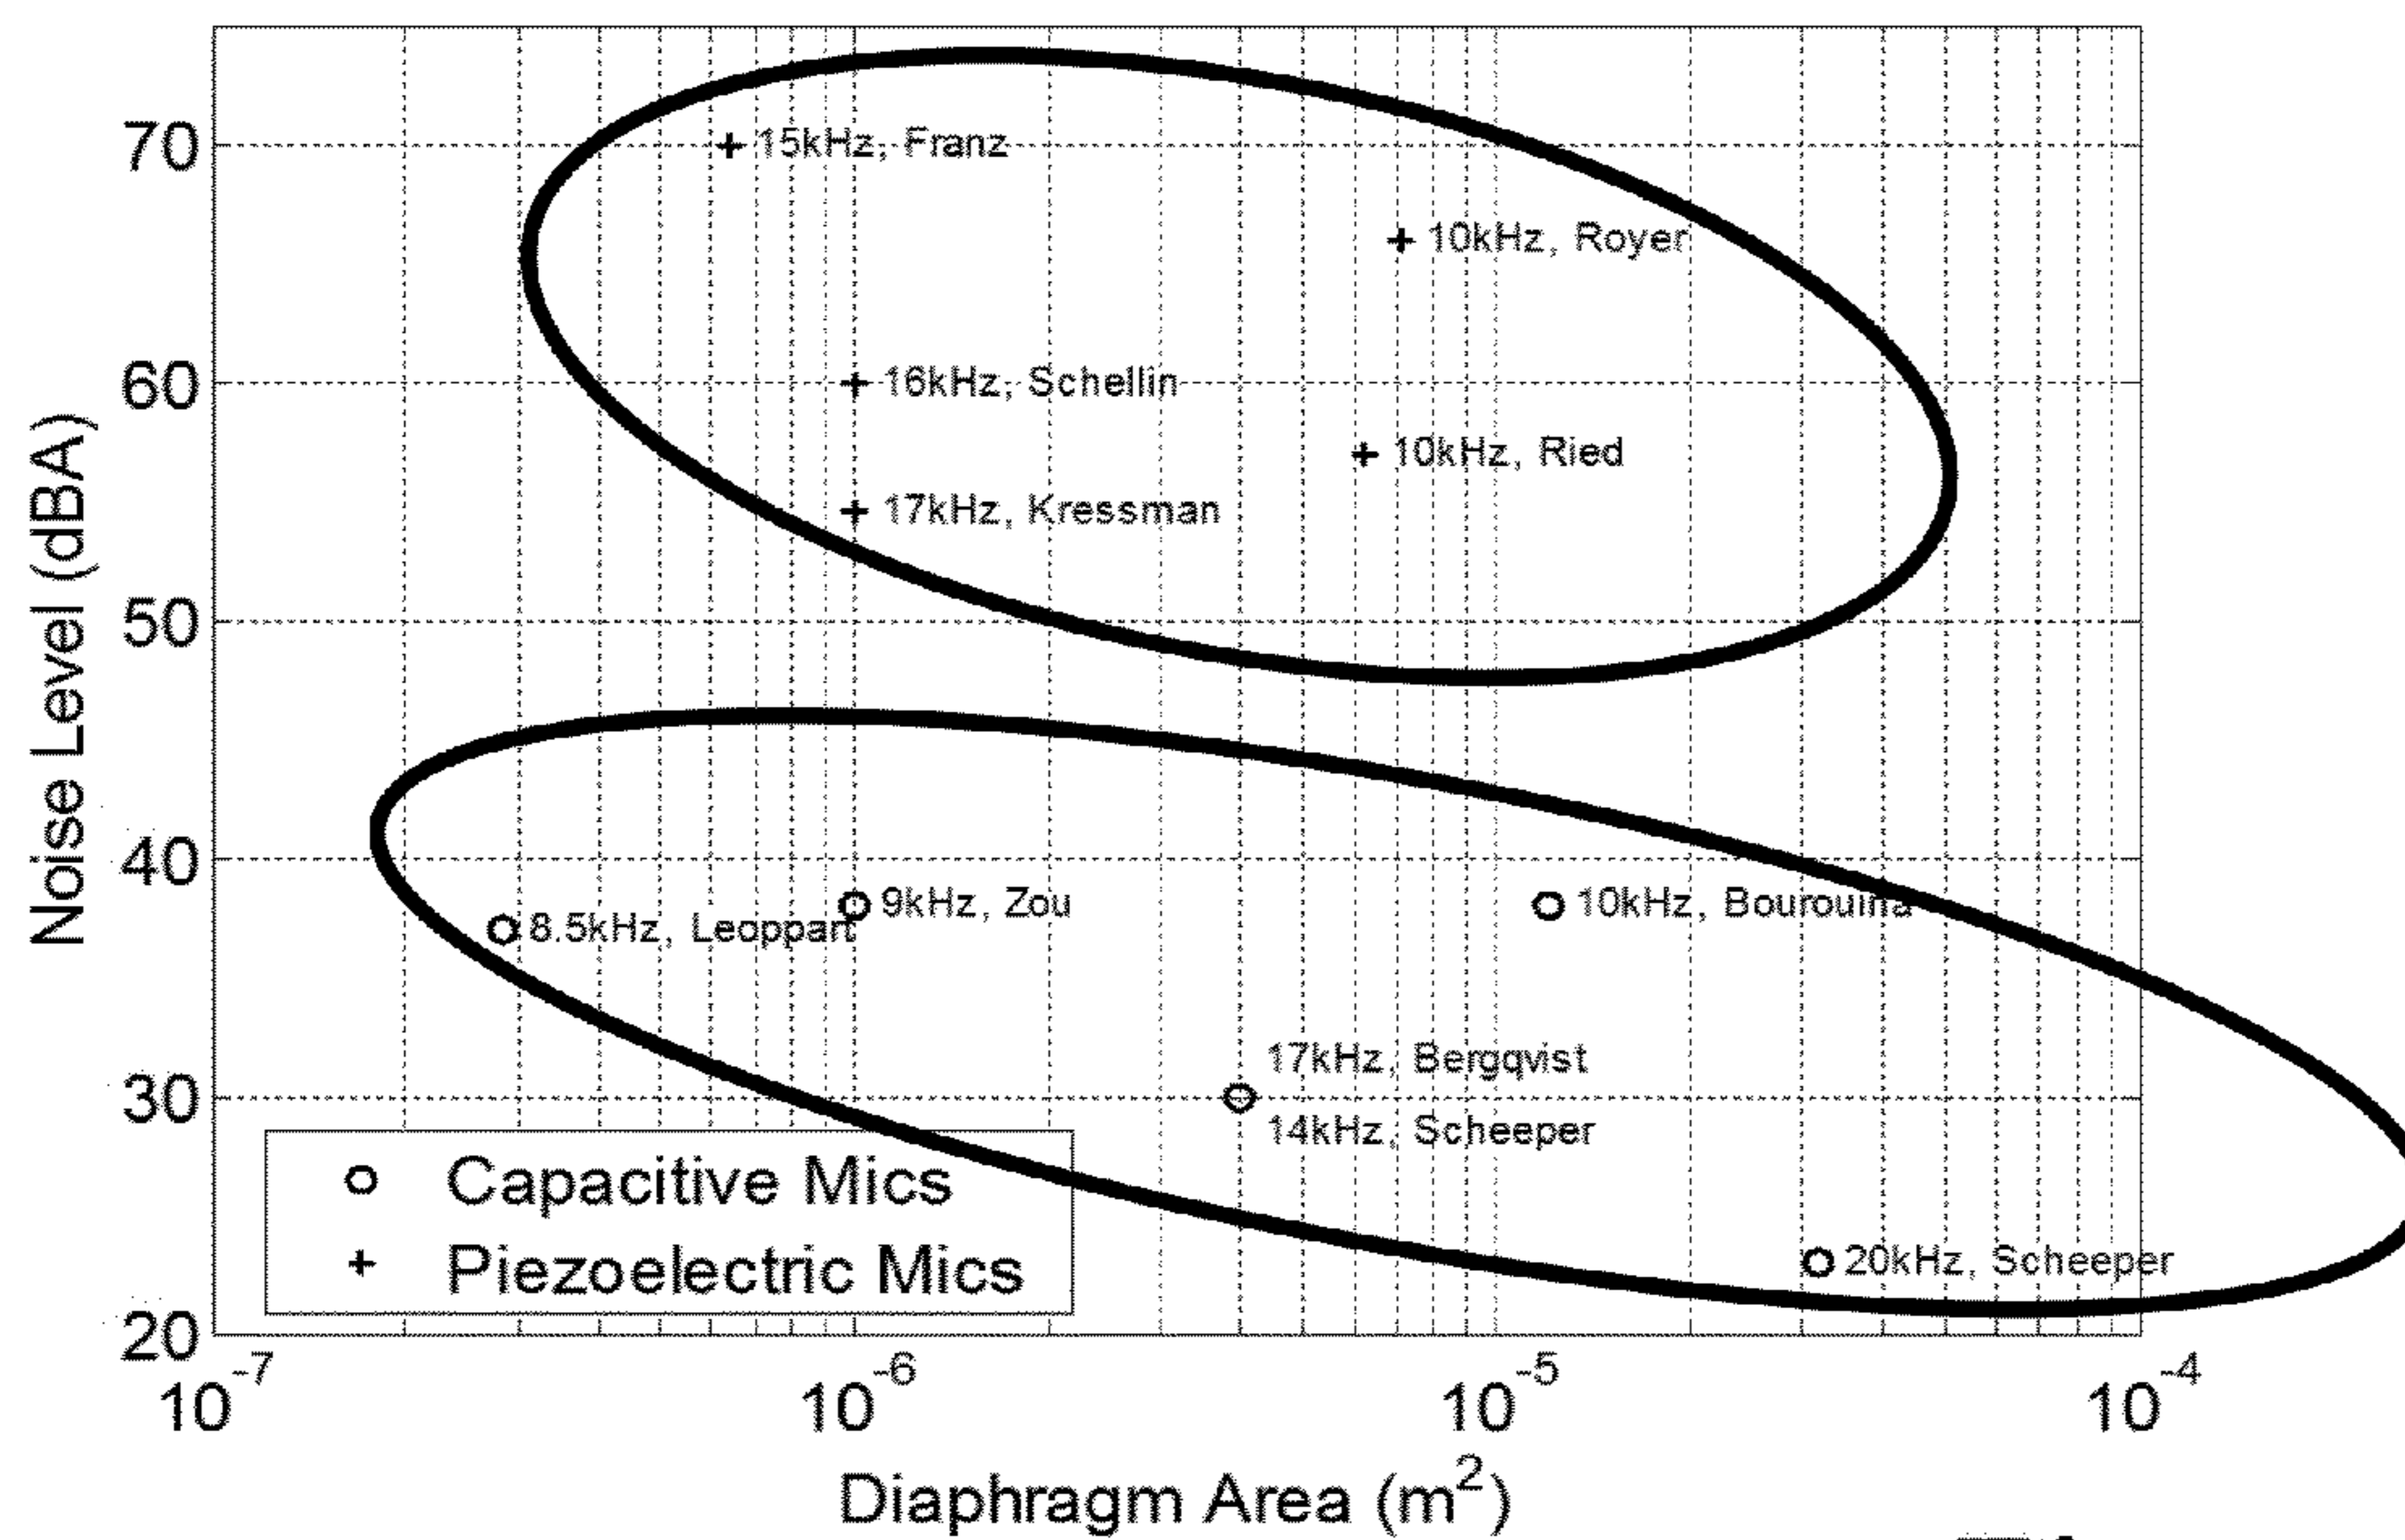 Noise Level (dBA)
70
60
50
40
30
20
15kHz, Franz
10kHz, Royer
16kHz, Schellin
10kHz, Ried
17kHz, Kressman
9kHz, Zou
8.5kHz, Leoppart
10kHz, Bourouina
17kHz, Bergqvist
14kHz, Scheeper
20kHz, Scheeper
Capacitive Mics
Piezoelectric Mics
10^-7
10^-6
10^-5
10^-4
Diaphragm Area (m²)